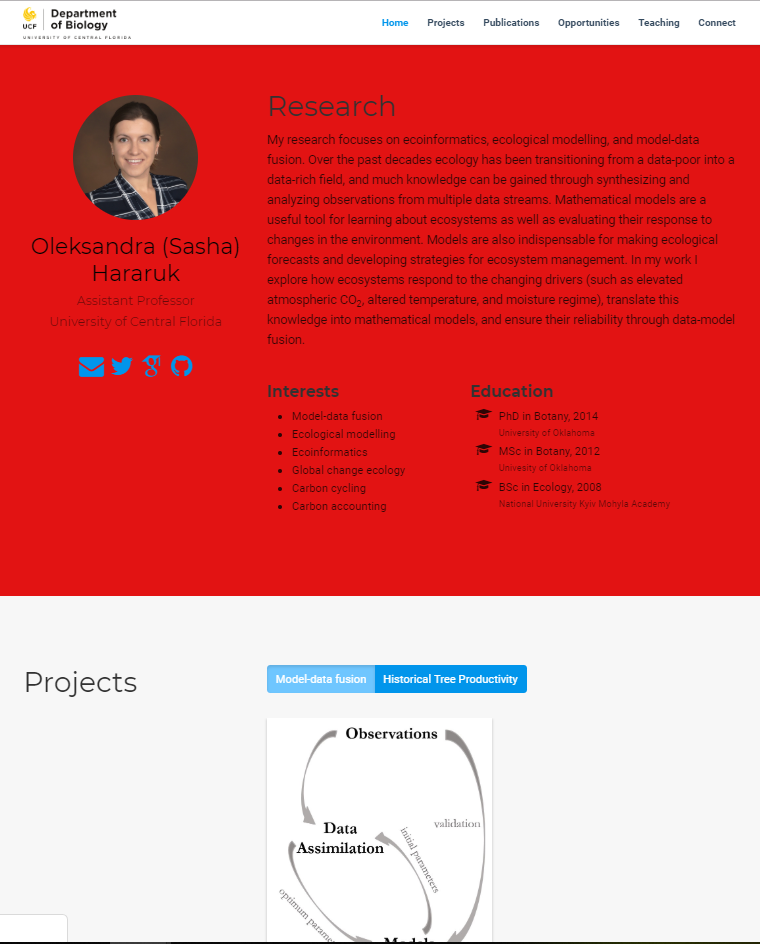 UCF
Department
of Biology
UNIVERSITY OF CENTRAL FLORIDA
Home
Projects
Publications
Opportunities
Teaching
Connect
Oleksandra (Sasha)
Hararuk
Assistant Professor
University of Central Florida
Research
My research focuses on ecoinformatics, ecological modelling, and model-data
fusion. Over the past decades ecology has been transitioning from a data-poor into a
data-rich field, and much knowledge can be gained through synthesizing and
analyzing observations from multiple data streams. Mathematical models are a
useful tool for learning about ecosystems as well as evaluating their response to
changes in the environment. Models are also indispensable for making ecological
forecasts and developing strategies for ecosystem management. In my work I
explore how ecosystems respond to the changing drivers (such as elevated
atmospheric CO2, altered temperature, and moisture regime), translate this
knowledge into mathematical models, and ensure their reliability through data-model
fusion.
Interests
Model-data fusion
Ecological modelling
Ecoinformatics
Global change ecology
Carbon cycling
Carbon accounting
Education
PhD in Botany, 2014
University of Oklahoma
MSc in Botany, 2012
Univesity of Oklahoma
BSc in Ecology, 2008
National University Kyiv Mohyla Academy
Projects
Model-data fusion
Historical Tree Productivity
Observations
Data
Assimilation
validation
initial parameters
optimum
Models